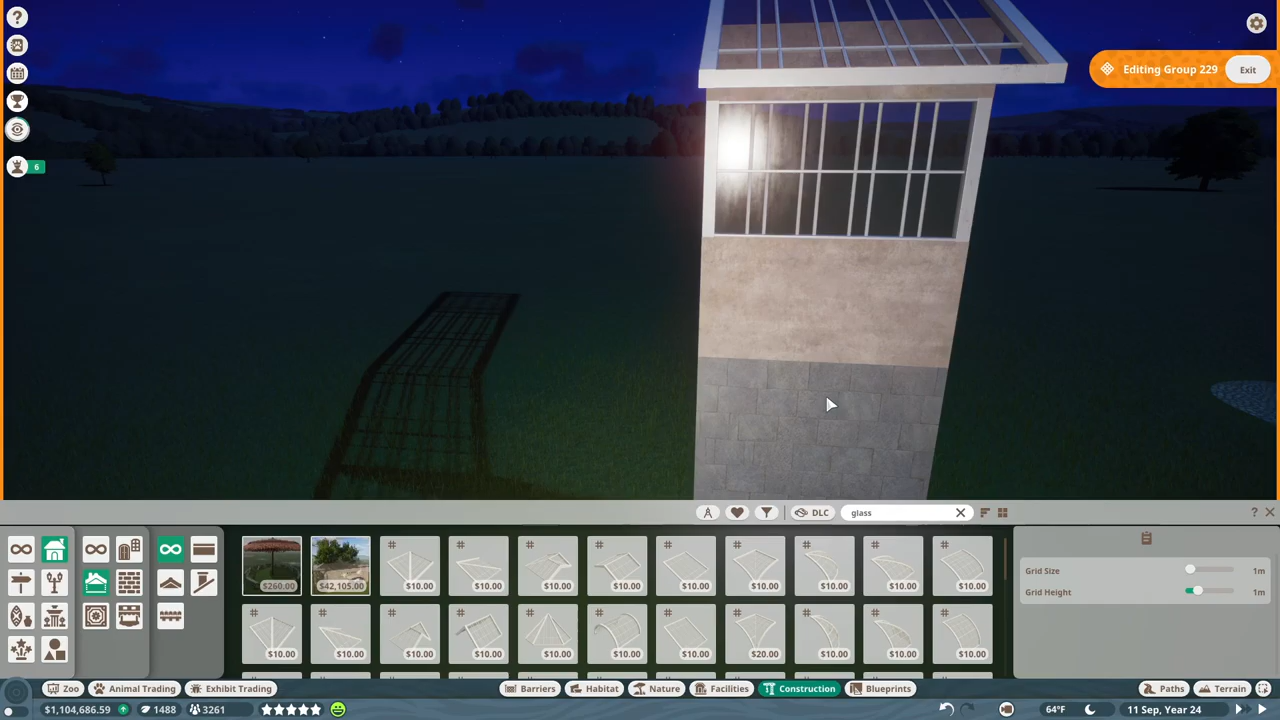 ?
Editing Group 229
Exit
6
DLC
glass
?
$260.00
$42,105.00
$10.00
$10.00
$10.00
$10.00
$10.00
$10.00
$10.00
$10.00
$10.00
Grid Size
1m
Grid Height
1m
$10.00
$10.00
$10.00
$10.00
$10.00
$10.00
$10.00
$20.00
$10.00
$10.00
$10.00
Zoo
Animal Trading
Exhibit Trading
Barriers
Habitat
Nature
Facilities
Construction
Blueprints
Paths
Terrain
$1,104,686.59
1488
3261
64°F
11 Sep, Year 24